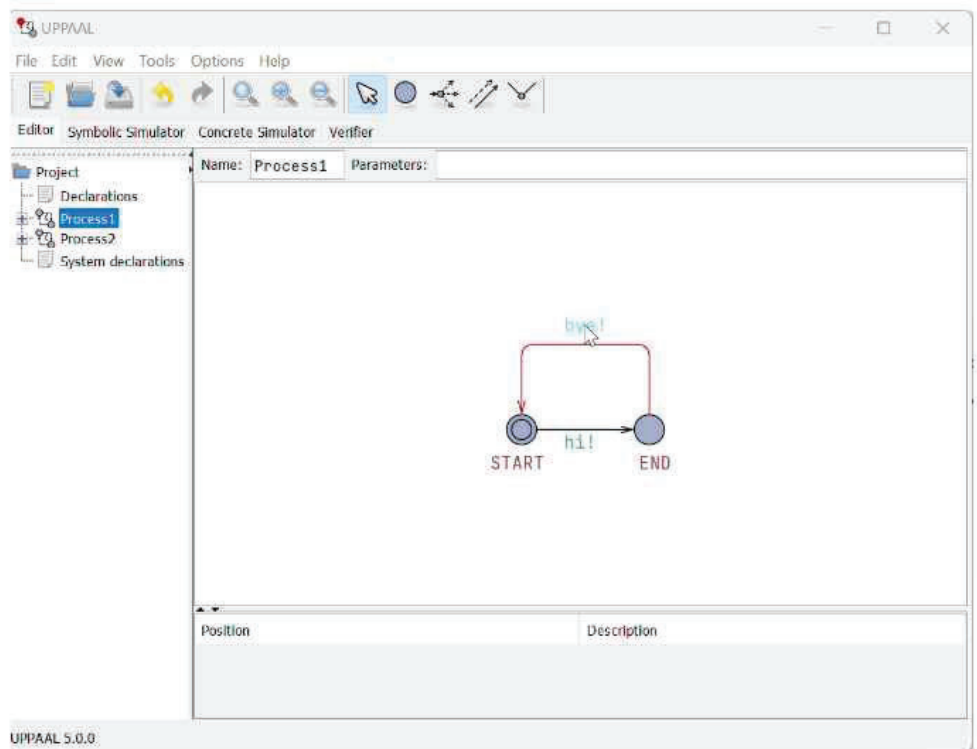 UPPAAL
File Edit View Tools Options Help
Editor Symbolic Simulator Concrete Simulator Verifier
Project
Declarations
Process1
Process2
System declarations
Name: Process1 Parameters:
bye!
hi!
START END
Position Description
UPPAAL 5.0.0